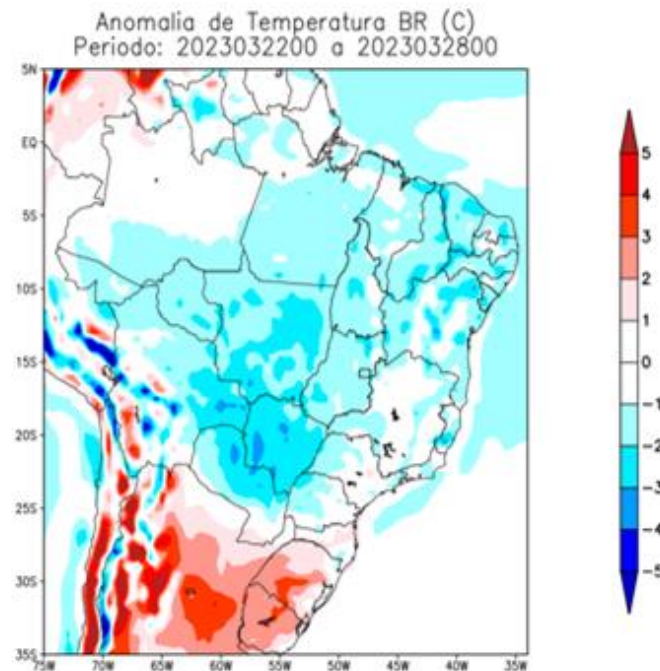 Anomalia de Temperatura BR (C)
Periodo: 2023032200 a 2023032800
5N
EQ
5S
10S
15S
20S
25S
30S
35S
75W 70W 65W 60W 55W 50W 45W 40W 35W
5
4
3
2
1
0
-1
-2
-3
-4
-5